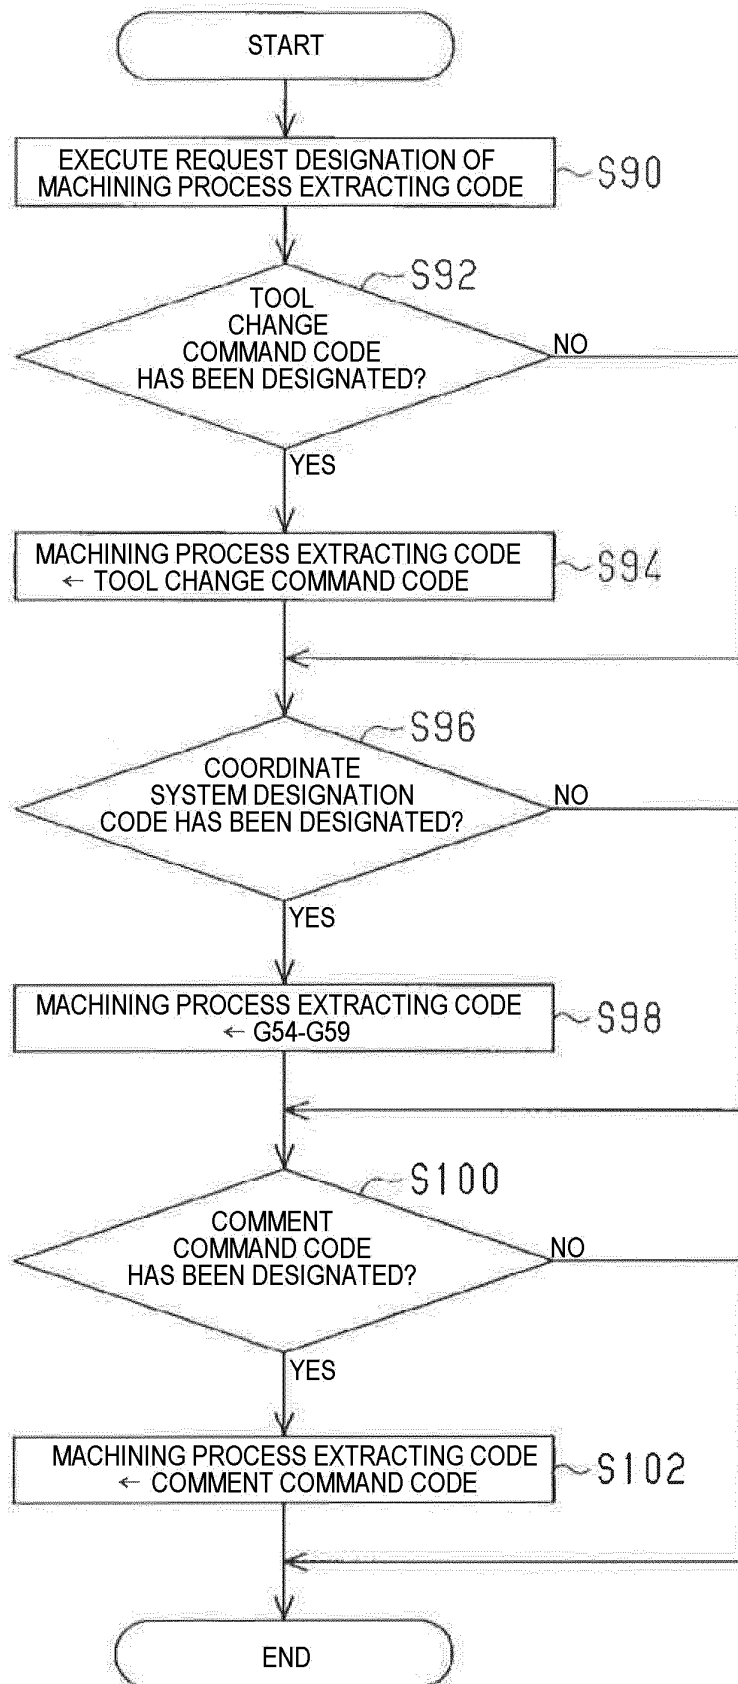 START
EXECUTE REQUEST DESIGNATION OF
MACHINING PROCESS EXTRACTING CODE
S90
S92
TOOL
CHANGE
COMMAND CODE
HAS BEEN DESIGNATED?
NO
YES
MACHINING PROCESS EXTRACTING CODE
← TOOL CHANGE COMMAND CODE
S94
S96
COORDINATE
SYSTEM DESIGNATION
CODE HAS BEEN DESIGNATED?
NO
YES
MACHINING PROCESS EXTRACTING CODE
← G54-G59
S98
S100
COMMENT
COMMAND CODE
HAS BEEN DESIGNATED?
NO
YES
MACHINING PROCESS EXTRACTING CODE
← COMMENT COMMAND CODE
S102
END